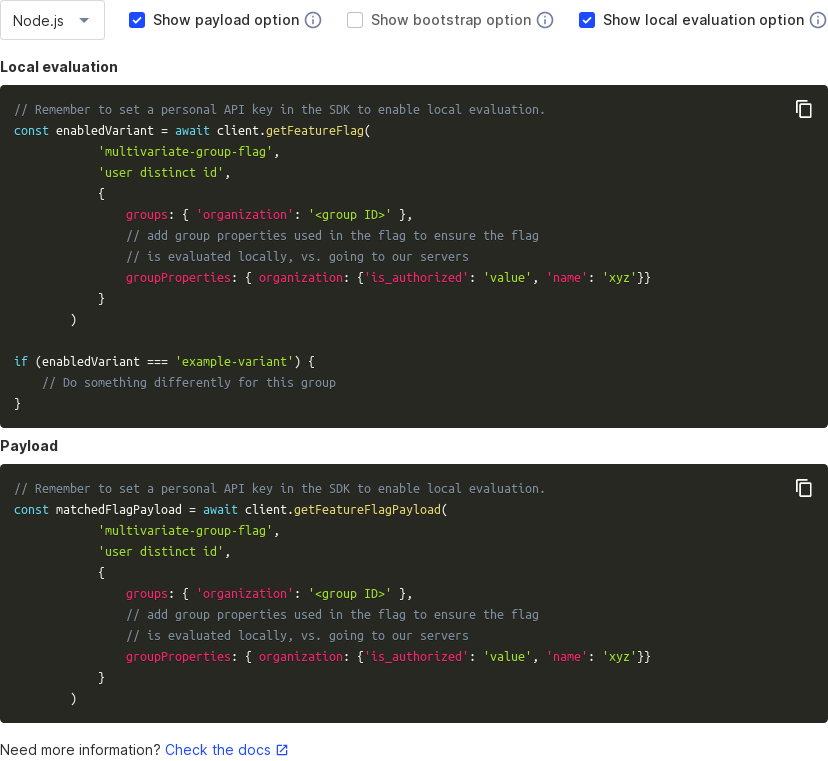 Node.js Show payload option Show bootstrap option Show local evaluation option
Local evaluation
// Remember to set a personal API key in the SDK to enable local evaluation.
const enabledVariant = await client.getFeatureFlag(
'multivariate-group-flag',
'user distinct id',
{
groups: { 'organization': '<group ID>' },
// add group properties used in the flag to ensure the flag
// is evaluated locally, vs. going to our servers
groupProperties: { organization: {'is_authorized': 'value', 'name': 'xyz'}}
}
)
if (enabledVariant === 'example-variant') {
// Do something differently for this group
}
Payload
// Remember to set a personal API key in the SDK to enable local evaluation.
const matchedFlagPayload = await client.getFeatureFlagPayload(
'multivariate-group-flag',
'user distinct id',
{
groups: { 'organization': '<group ID>' },
// add group properties used in the flag to ensure the flag
// is evaluated locally, vs. going to our servers
groupProperties: { organization: {'is_authorized': 'value', 'name': 'xyz'}}
}
)
Need more information? Check the docs